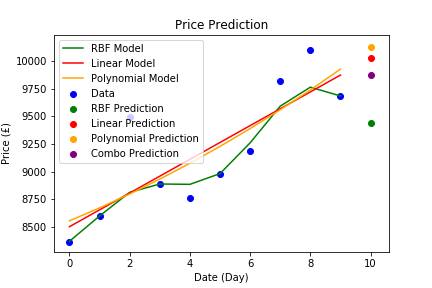 Price Prediction
RBF Model
Linear Model
Polynomial Model
Data
RBF Prediction
Linear Prediction
Polynomial Prediction
Combo Prediction
10000
9750
9500
9250
9000
8750
8500
Price (£)
0 2 4 6 8 10
Date (Day)